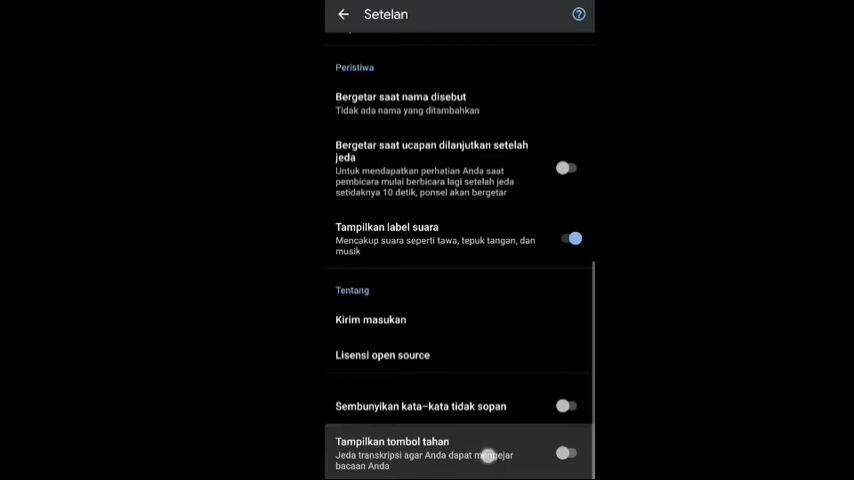 Setelan
Peristiwa
Bergetar saat nama disebut
Tidak ada nama yang ditambahkan
Bergetar saat ucapan dilanjutkan setelah
jeda
Untuk mendapatkan perhatian Anda saat
pembicara mulai berbicara lagi setelah jeda
setidaknya 10 detik, ponsel akan bergetar
Tampilkan label suara
Mencakup suara seperti tawa, tepuk tangan, dan
musik
Tentang
Kirim masukan
Lisensi open source
Sembunyikan kata-kata tidak sopan
Tampilkan tombol tahan
Jeda transkripsi agar Anda dapat mengejar
bacaan Anda